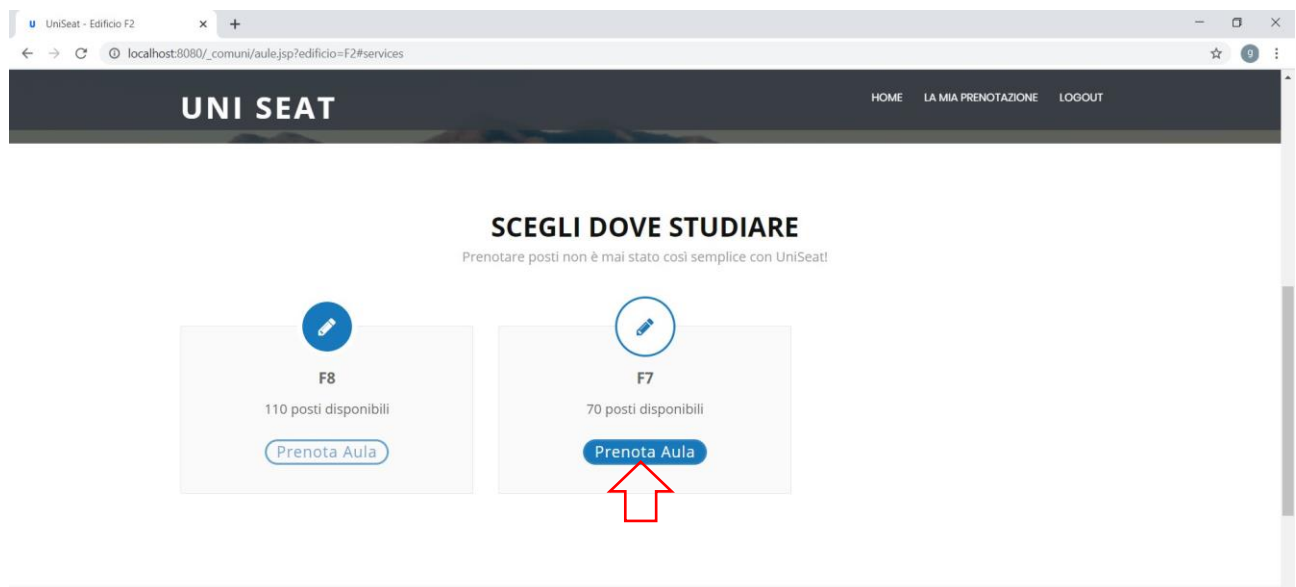 U UniSeat - Edificio F2
localhost:8080/_comuni/aule.jsp?edificio=F2#services
g
UNI SEAT
HOME LA MIA PRENOTAZIONE LOGOUT
SCEGLI DOVE STUDIARE
Prenotare posti non è mai stato così semplice con UniSeat!
F8 F7
110 posti disponibili 70 posti disponibili
Prenota Aula Prenota Aula